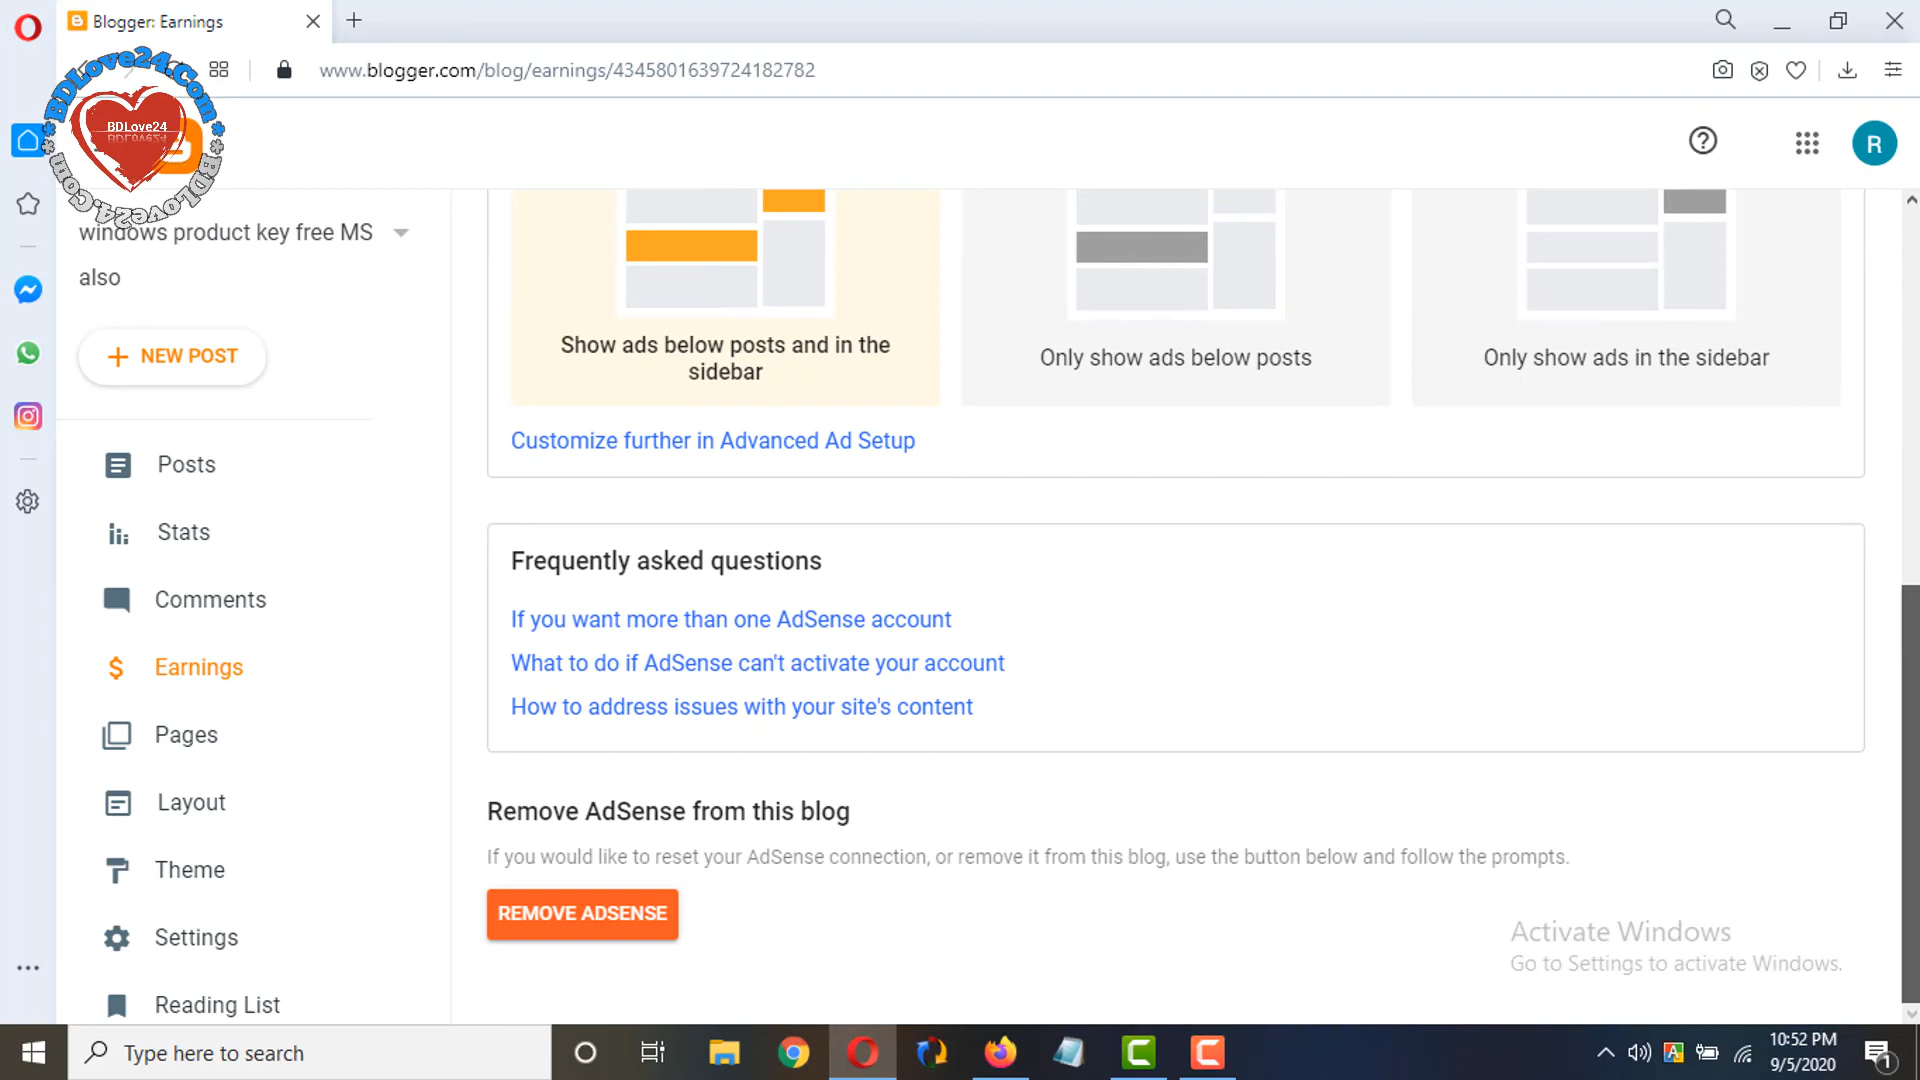 Blogger: Earnings
www.blogger.com/blog/earnings/4345801639724182782
*BDLove24.Com*
BDLove24
BDLove24
*BDLove24.Com*
R
windows product key free MS
also
NEW POST
Posts
Stats
Comments
Earnings
Pages
Layout
Theme
Settings
Reading List
Show ads below posts and in the
sidebar
Only show ads below posts
Only show ads in the sidebar
Customize further in Advanced Ad Setup
Frequently asked questions
If you want more than one AdSense account
What to do if AdSense can't activate your account
How to address issues with your site's content
Remove AdSense from this blog
If you would like to reset your AdSense connection, or remove it from this blog, use the button below and follow the prompts.
REMOVE ADSENSE
Activate Windows
Go to Settings to activate Windows.
Type here to search
10:52 PM
9/5/2020
1